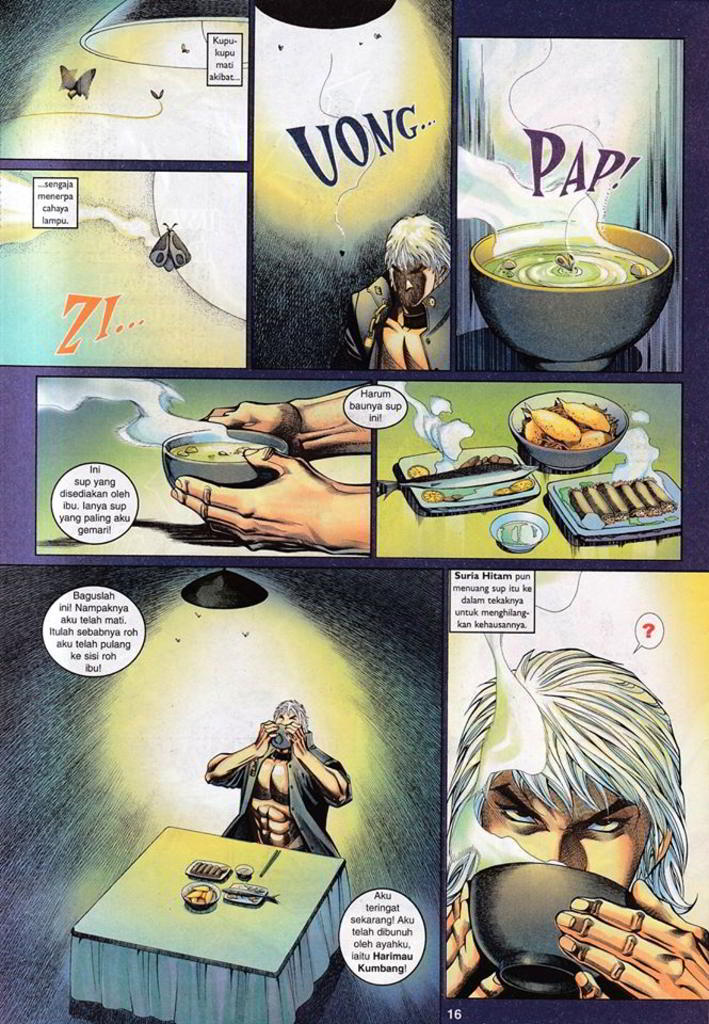 Kupu-
kupu
mati
akibat...
UONG...
PAP!
...sengaja
menerpa
cahaya
lampu.
ZI...
Ini
sup yang
disediakan oleh
ibu. Ianya sup
yang paling aku
gemari!
Harum
baunya sup
ini!
Baguslah
ini! Nampaknya
aku telah mati.
Itulah sebabnya roh
aku telah pulang
ke sisi roh
ibu!
Aku
teringat
sekarang! Aku
telah dibunuh
oleh ayahku,
iaitu Harimau
Kumbang!
Suria Hitam pun
menuang sup itu ke
dalam tekaknya
untuk menghilang-
kan kehausannya.
?
16